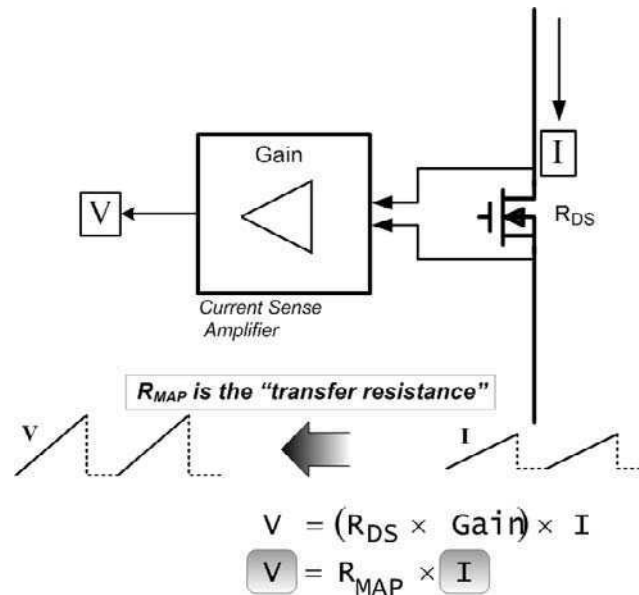 I
Gain
V
R_DS
Current Sense
Amplifier
R_MAP is the “transfer resistance”
V
I
V = (R_DS × Gain) × I
V = R_MAP × I